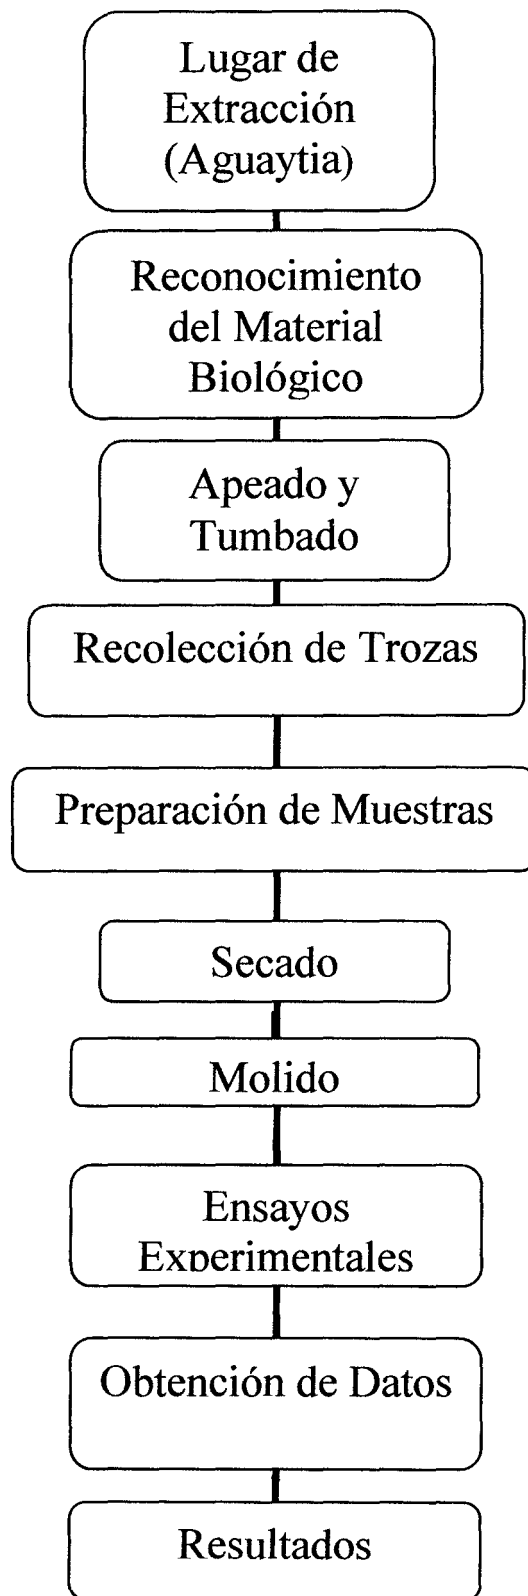 Lugar de
Extracción
(Aguaytia)
Reconocimiento
del Material
Biológico
Apeado y
Tumbado
Recolección de Trozas
Preparación de Muestras
Secado
Molido
Ensayos
Experimentales
Obtención de Datos
Resultados